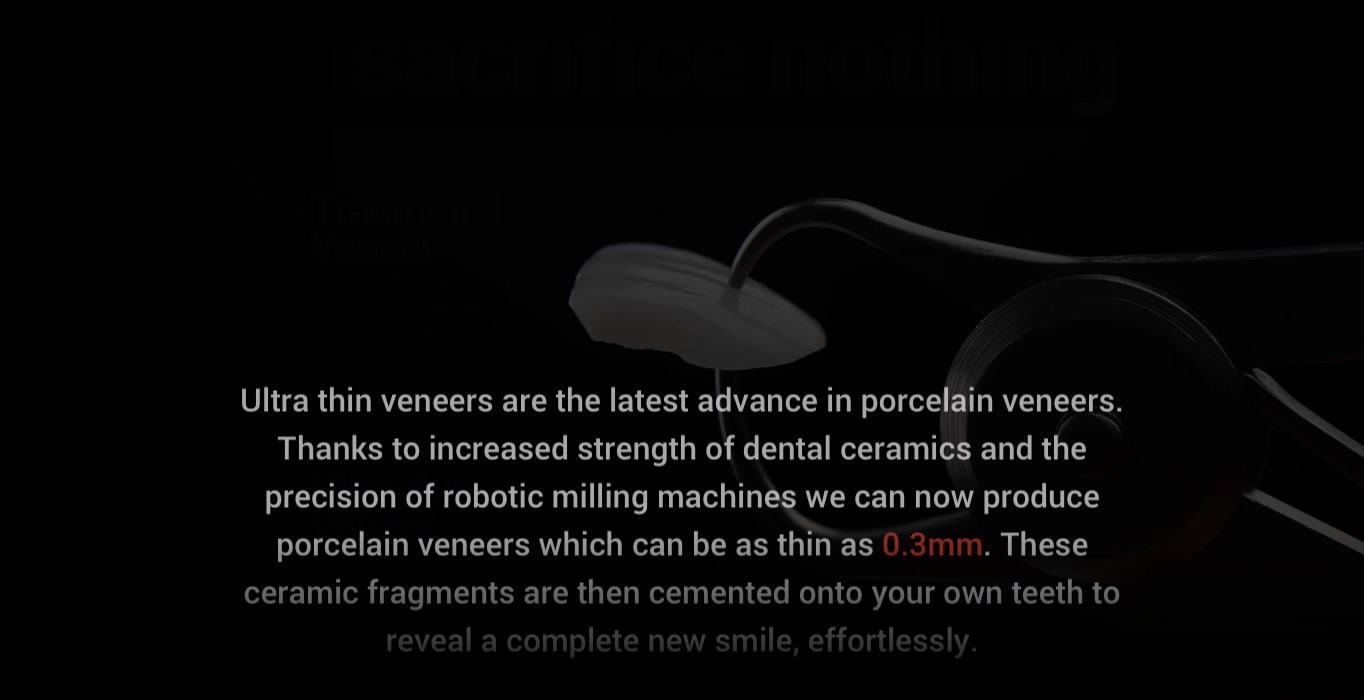 sacrifice nothing
Traditional
Veneer
Ultra thin veneers are the latest advance in porcelain veneers.
Thanks to increased strength of dental ceramics and the
precision of robotic milling machines we can now produce
porcelain veneers which can be as thin as 0.3mm. These
ceramic fragments are then cemented onto your own teeth to
reveal a complete new smile, effortlessly.